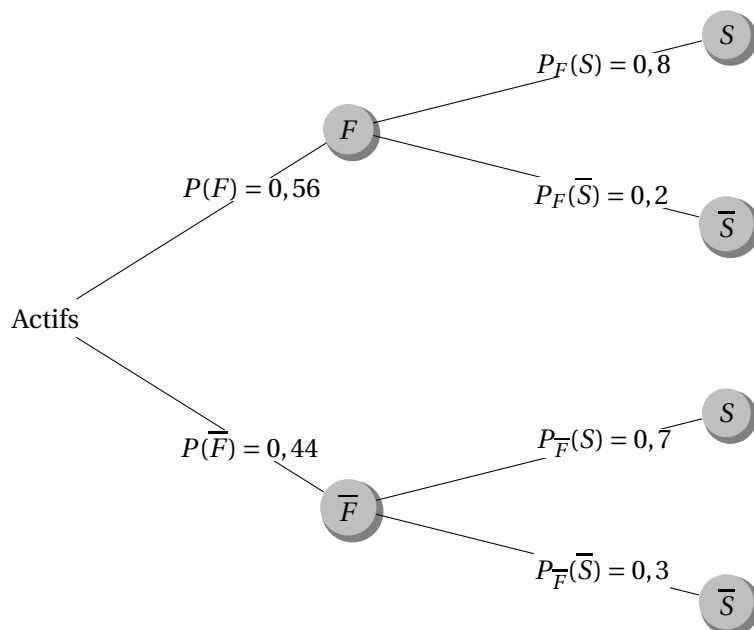 S
P_F(S) = 0,8
F
P(F) = 0,56
P_F(S̅) = 0,2
S̅
Actifs
S
P(F̅) = 0,44
P_F̅(S) = 0,7
F̅
P_F̅(S̅) = 0,3
S̅